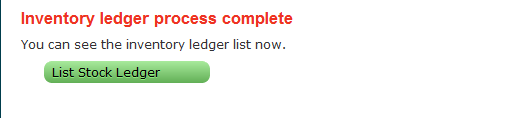 Inventory ledger process complete
You can see the inventory ledger list now.
List Stock Ledger